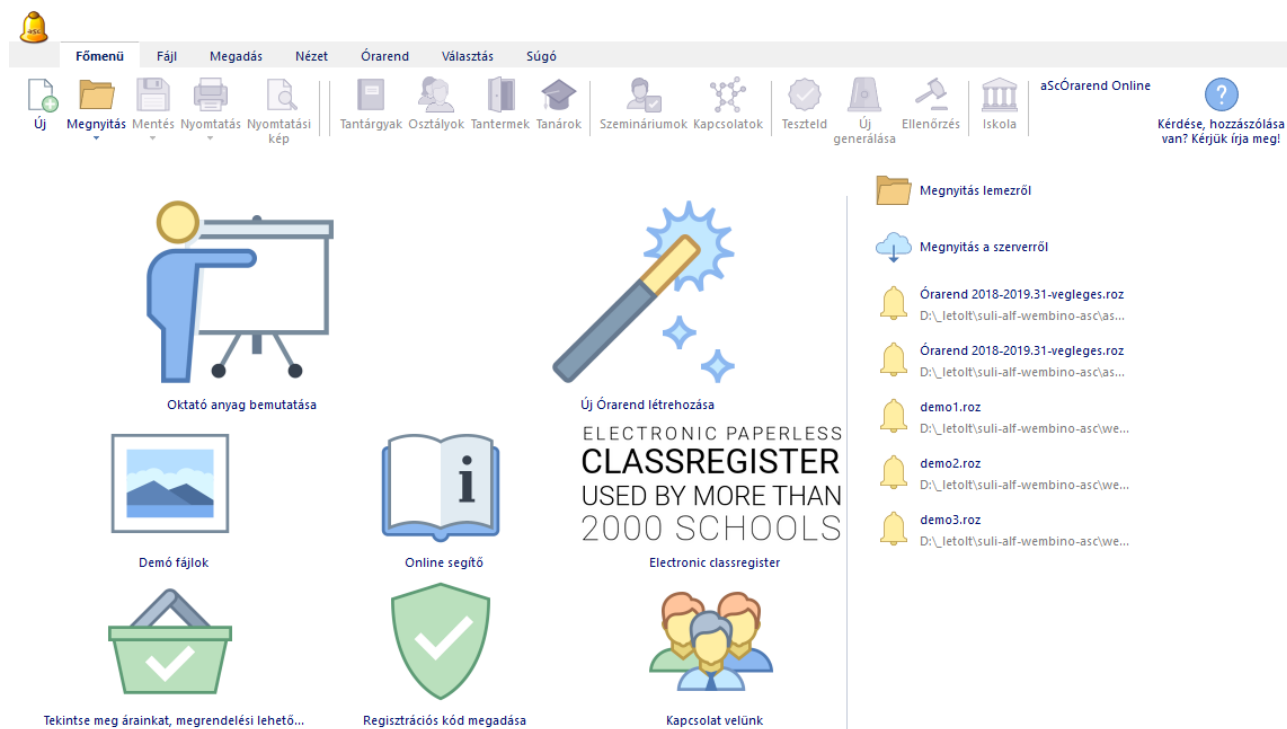 asc
Főmenü Fájl Megadás Nézet Órarend Választás Súgó
Új Megnyitás Mentés Nyomtatás Nyomtatási kép Tantárgyak Osztályok Tantermek Tanárok Szemináriumok Kapcsolatok Teszteld Új generálása Ellenőrzés Iskola
aScÓrarend Online
Kérdése, hozzászólása
van? Kérjük írja meg!
Oktató anyag bemutatása
Új Órarend létrehozása
Demó fájlok
Online segítő
ELECTRONIC PAPERLESS
CLASSREGISTER
USED BY MORE THAN
2000 SCHOOLS
Electronic classregister
Tekintse meg árainkat, megrendelési lehető...
Regisztrációs kód megadása
Kapcsolat velünk
Megnyitás lemezről
Megnyitás a szerverről
Órarend 2018-2019.31-vegleges.roz
D:\_letolt\suli-alf-wembino-asc\as...
Órarend 2018-2019.31-vegleges.roz
D:\_letolt\suli-alf-wembino-asc\as...
demo1.roz
D:\_letolt\suli-alf-wembino-asc\we...
demo2.roz
D:\_letolt\suli-alf-wembino-asc\we...
demo3.roz
D:\_letolt\suli-alf-wembino-asc\we...